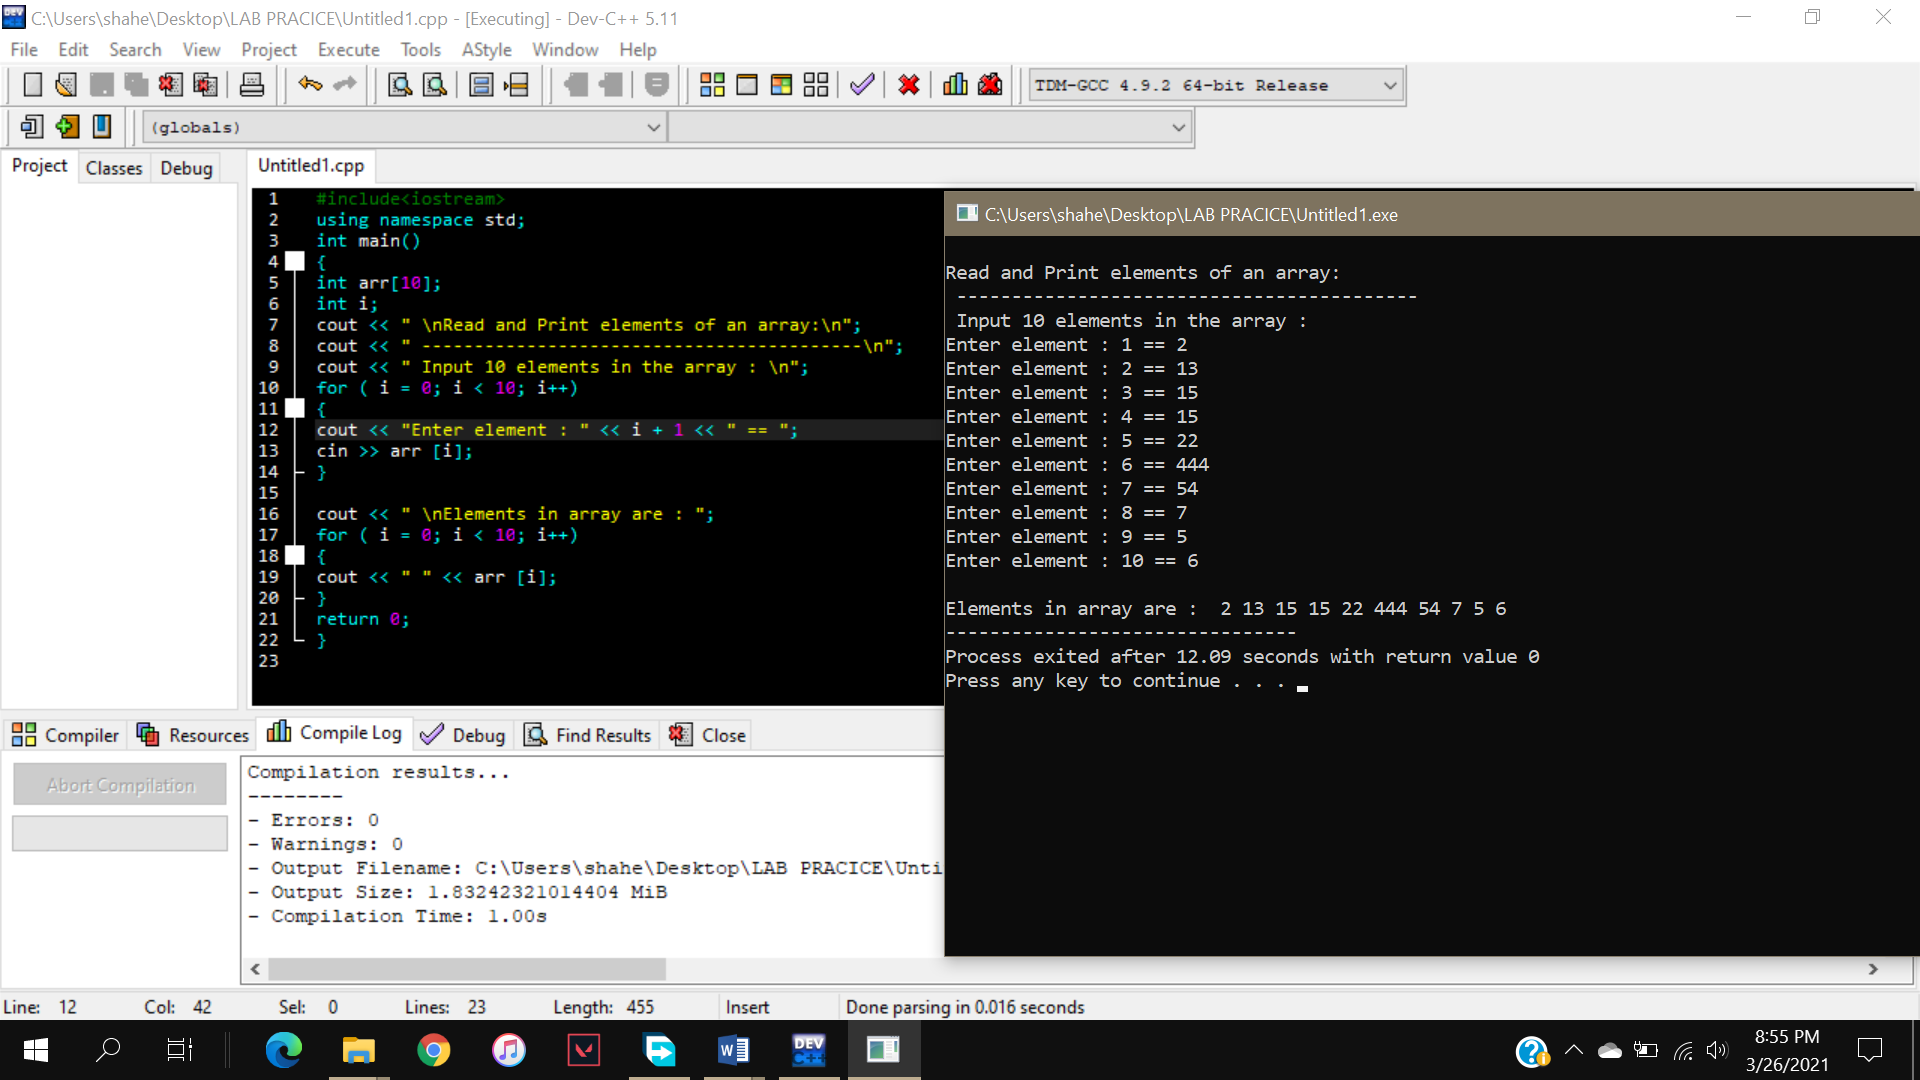 C:\Users\shahe\Desktop\LAB PRACICE\Untitled1.cpp - [Executing] - Dev-C++ 5.11
File Edit Search View Project Execute Tools AStyle Window Help
TDM-GCC 4.9.2 64-bit Release
(globals)
Project Classes Debug
Untitled1.cpp
1 #include<iostream>
2 using namespace std;
3 int main()
4 {
5 int arr[10];
6 int i;
7 cout << " \nRead and Print elements of an array:\n";
8 cout << " ------------------------------------------\n";
9 cout << " Input 10 elements in the array : \n";
10 for ( i = 0; i < 10; i++)
11 {
12 cout << "Enter element : " << i + 1 << " == ";
13 cin >> arr [i];
14 }
15
16 cout << " \nElements in array are : ";
17 for ( i = 0; i < 10; i++)
18 {
19 cout << " " << arr [i];
20 }
21 return 0;
22 }
23
C:\Users\shahe\Desktop\LAB PRACICE\Untitled1.exe
Read and Print elements of an array:
------------------------------------------
Input 10 elements in the array :
Enter element : 1 == 2
Enter element : 2 == 13
Enter element : 3 == 15
Enter element : 4 == 15
Enter element : 5 == 22
Enter element : 6 == 444
Enter element : 7 == 54
Enter element : 8 == 7
Enter element : 9 == 5
Enter element : 10 == 6
Elements in array are :  2 13 15 15 22 444 54 7 5 6
--------------------------------
Process exited after 12.09 seconds with return value 0
Press any key to continue . . .
Compiler Resources Compile Log Debug Find Results Close
Abort Compilation
Compilation results...
--------
- Errors: 0
- Warnings: 0
- Output Filename: C:\Users\shahe\Desktop\LAB PRACICE\Unti
- Output Size: 1.83242321014404 MiB
- Compilation Time: 1.00s
Line: 12 Col: 42 Sel: 0 Lines: 23 Length: 455 Insert Done parsing in 0.016 seconds
DEV C++
8:55 PM
3/26/2021